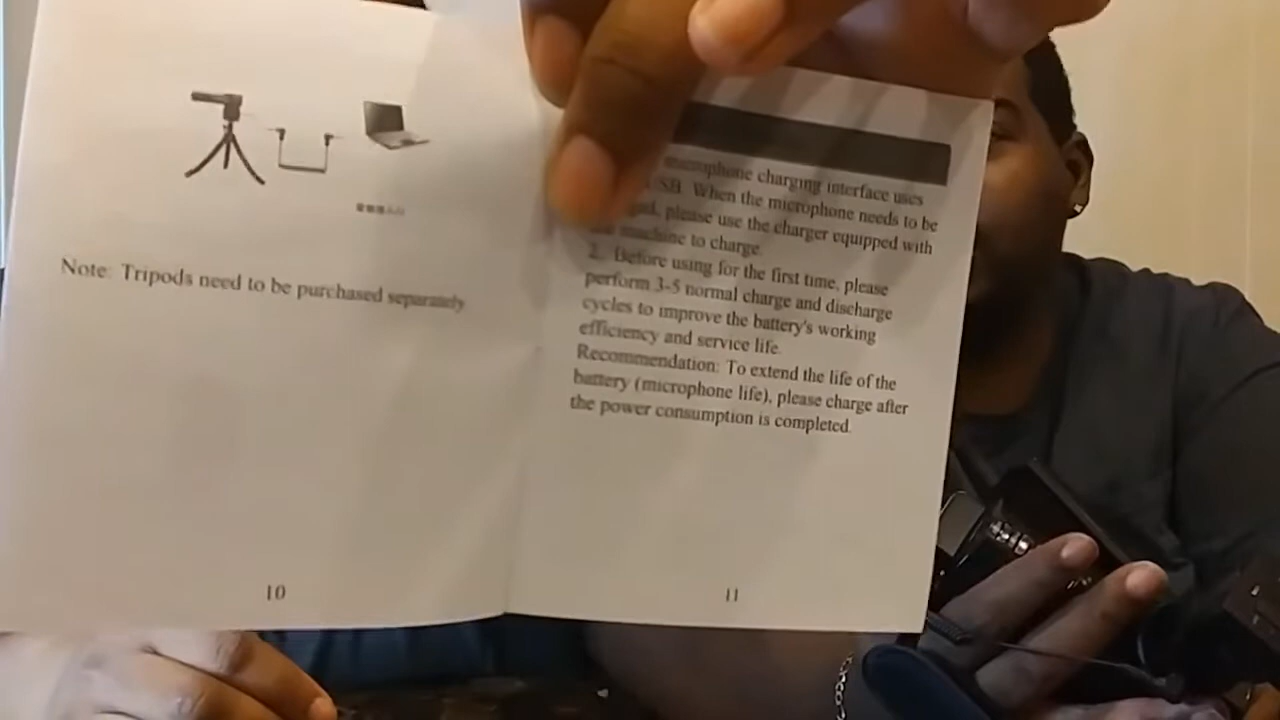 Note: Tripods need to be purchased separately
10
microphone charging interface uses
When the microphone needs to be
please use the charger equipped with
machine to charge.
2. Before using for the first time, please
perform 3-5 normal charge and discharge
cycles to improve the battery's working
efficiency and service life.
Recommendation: To extend the life of the
battery (microphone life), please charge after
the power consumption is completed.
11